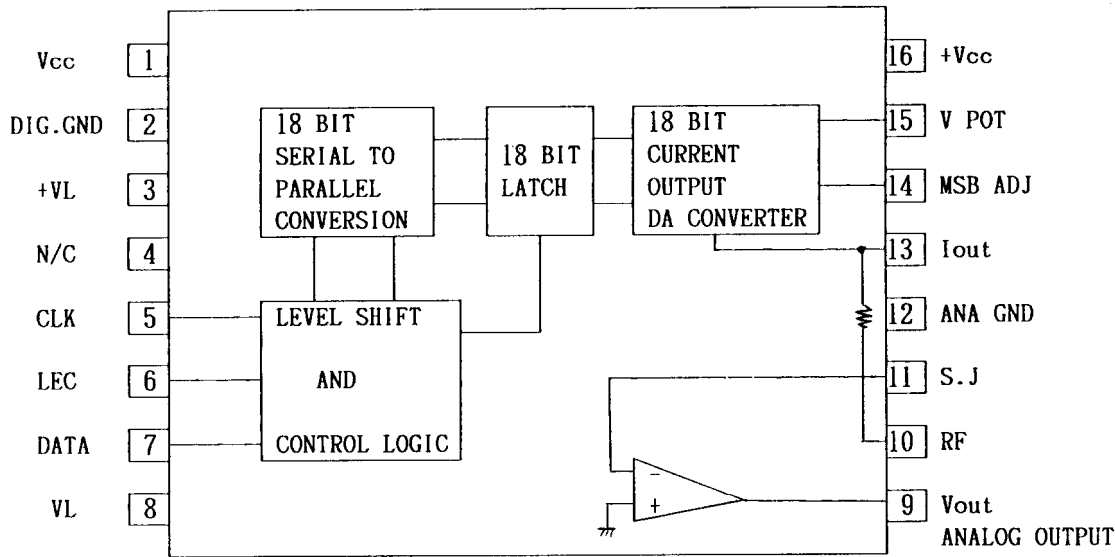 Vcc 1
DIG.GND 2
+VL 3
N/C 4
CLK 5
LEC 6
DATA 7
VL 8
18 BIT
SERIAL TO
PARALLEL
CONVERSION
18 BIT
LATCH
18 BIT
CURRENT
OUTPUT
DA CONVERTER
LEVEL SHIFT
AND
CONTROL LOGIC
-
+
16 +Vcc
15 V POT
14 MSB ADJ
13 Iout
12 ANA GND
11 S.J
10 RF
9 Vout
ANALOG OUTPUT